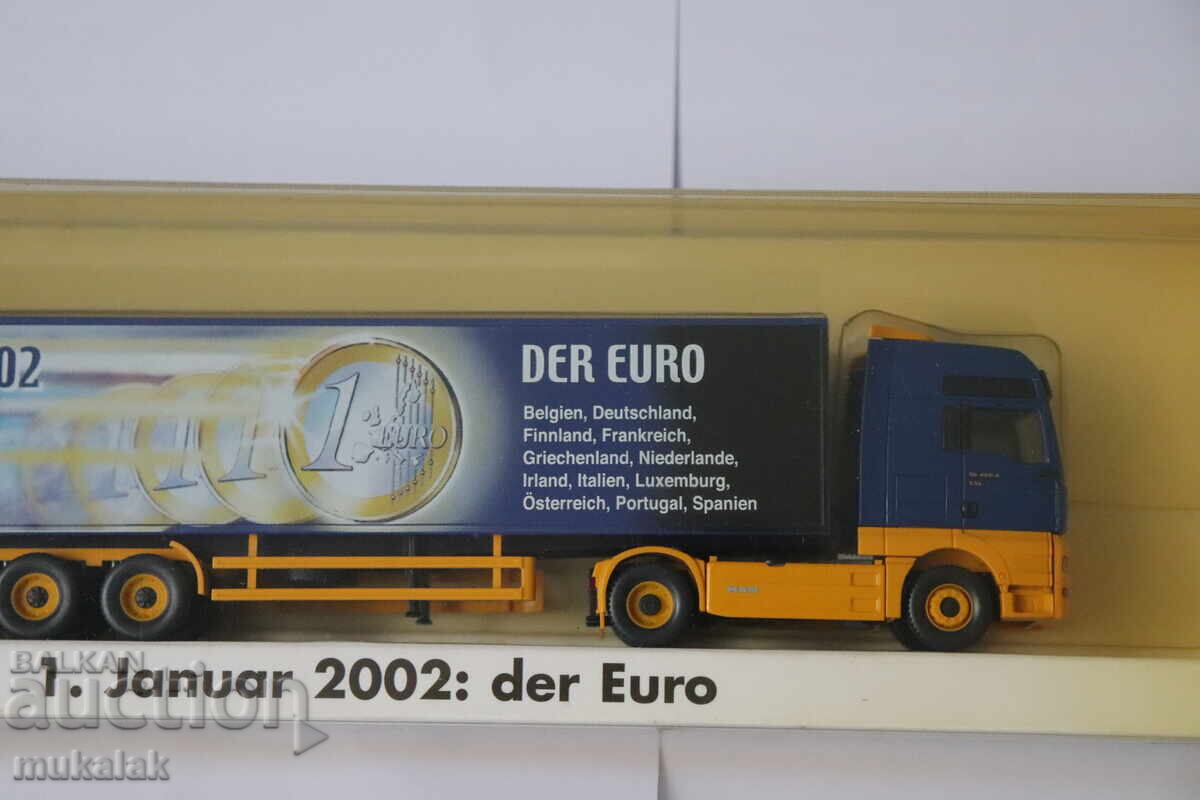 02
DER EURO
Belgien, Deutschland,
Finnland, Frankreich,
Griechenland, Niederlande,
Irland, Italien, Luxemburg,
Österreich, Portugal, Spanien
1
EURO
MAN
1. Januar 2002: der Euro
BALKAN
auction
mukalak